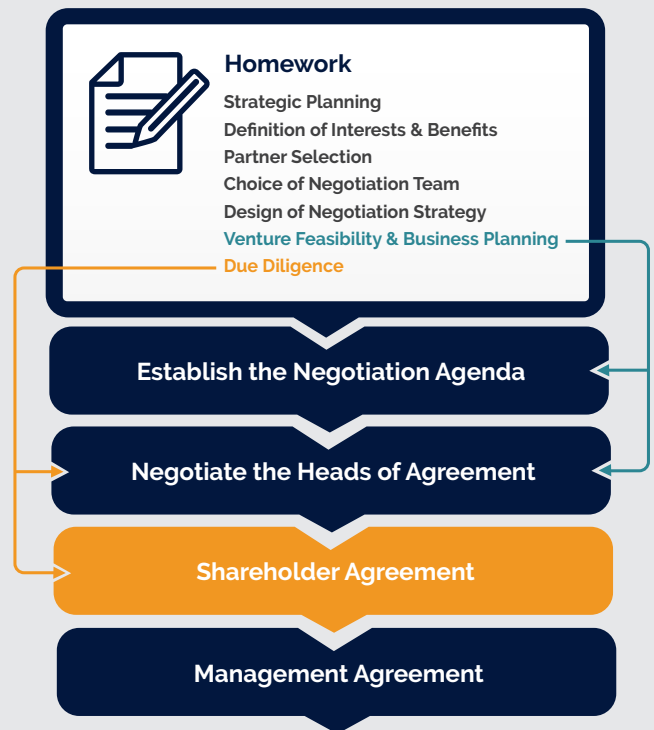 Homework
Strategic Planning
Definition of Interests & Benefits
Partner Selection
Choice of Negotiation Team
Design of Negotiation Strategy
Venture Feasibility & Business Planning
Due Diligence
Establish the Negotiation Agenda
Negotiate the Heads of Agreement
Shareholder Agreement
Management Agreement